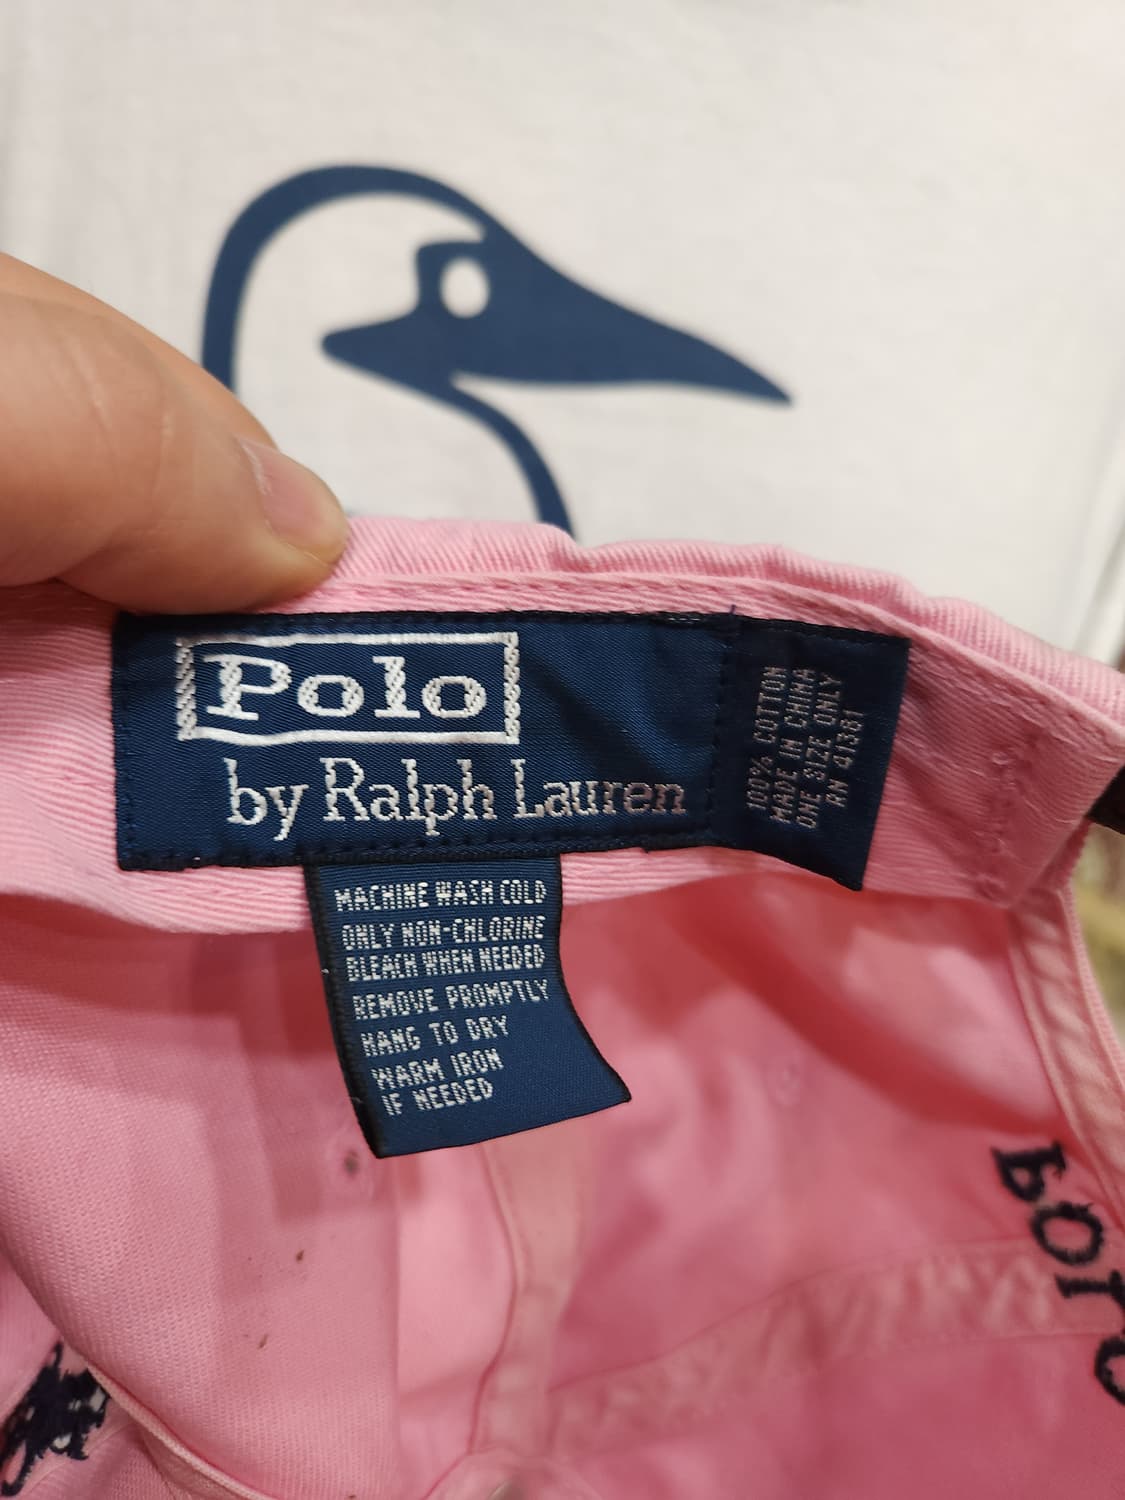 Polo
by Ralph Lauren
100% COTTON
MADE IN CHINA
ONE SIZE ONLY
RN 41381
MACHINE WASH COLD
ONLY NON-CHLORINE
BLEACH WHEN NEEDED
REMOVE PROMPTLY
HANG TO DRY
WARM IRON
IF NEEDED
POLO